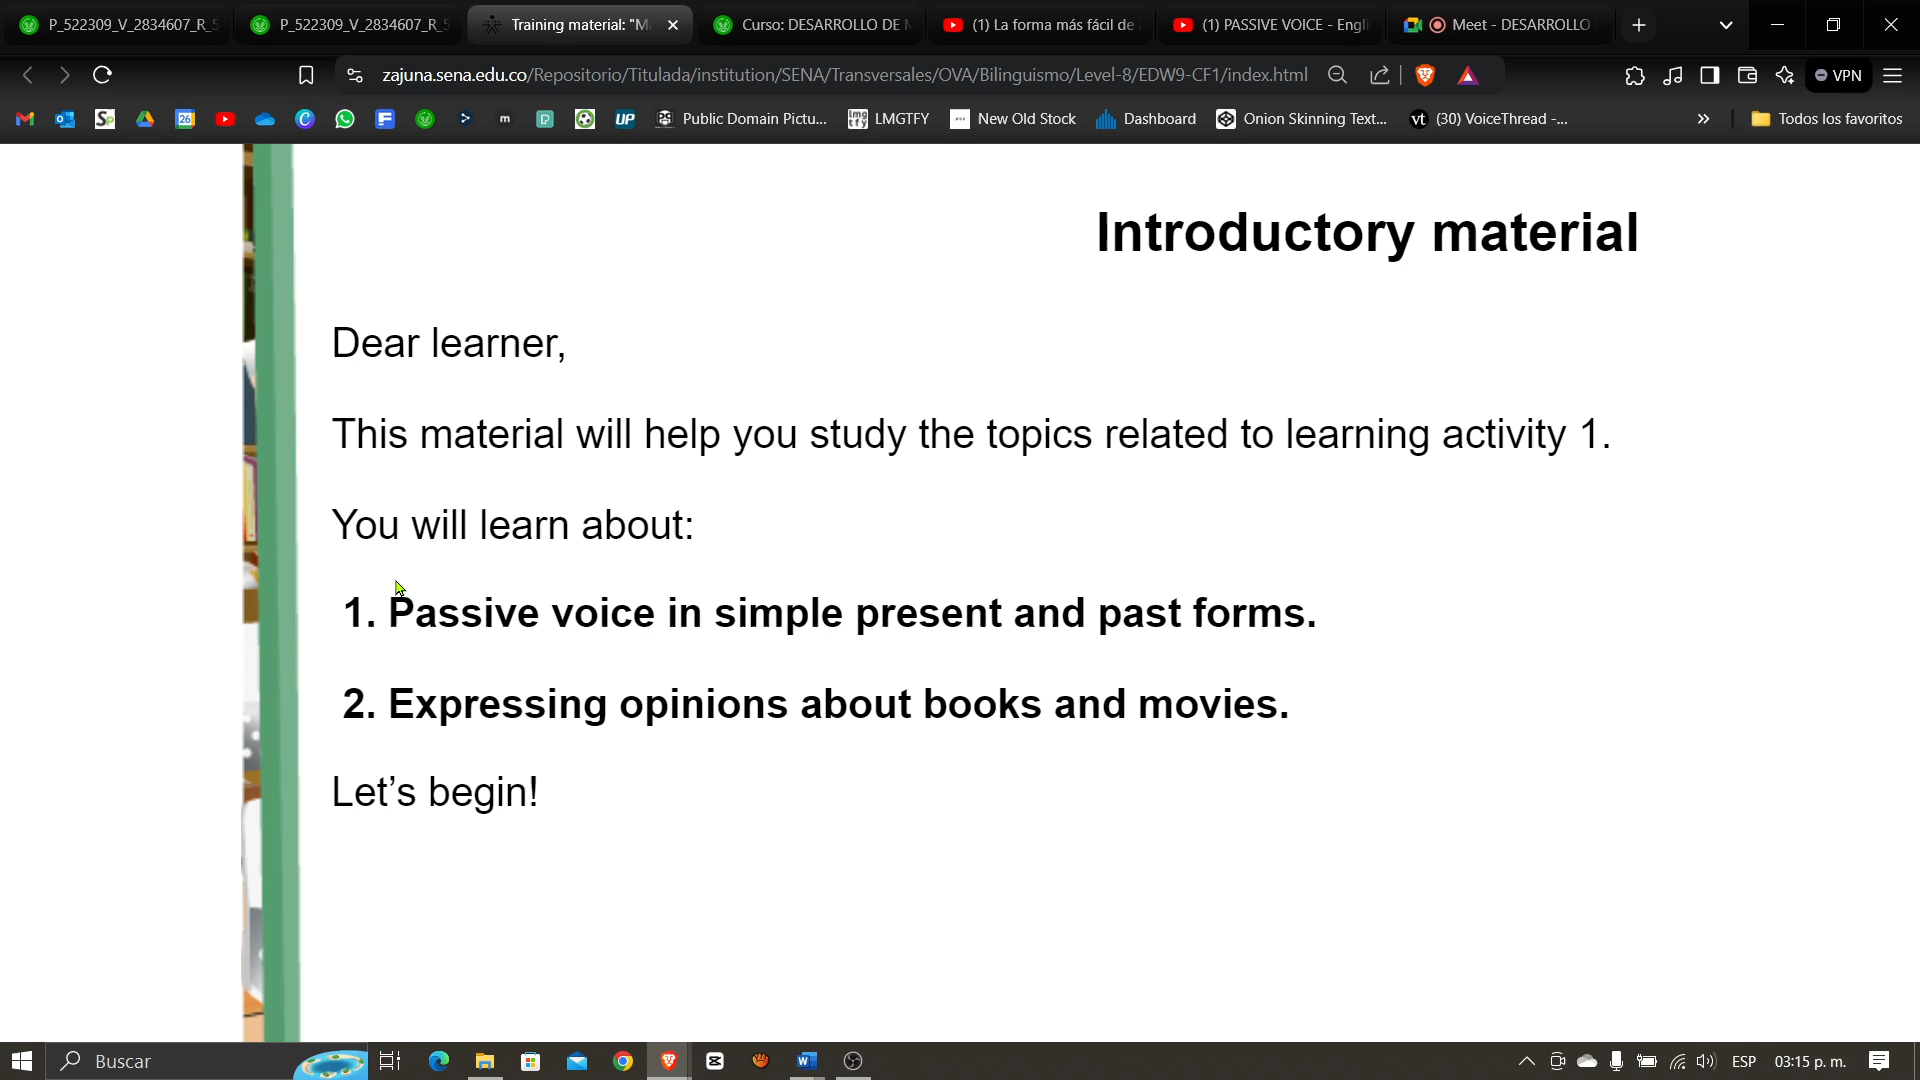 P_522309_V_2834607_R_5
P_522309_V_2834607_R_5
Training material: "M
Curso: DESARROLLO DE
(1) La forma más fácil de
(1) PASSIVE VOICE - Engli
Meet - DESARROLLO
zajuna.sena.edu.co/Repositorio/Titulada/institution/SENA/Transversales/OVA/Bilinguismo/Level-8/EDW9-CF1/index.html
VPN
Public Domain Pictu...
LMGTFY
New Old Stock
Dashboard
Onion Skinning Text...
(30) VoiceThread -...
Todos los favoritos
Introductory material
Dear learner,
This material will help you study the topics related to learning activity 1.
You will learn about:
1. Passive voice in simple present and past forms.
2. Expressing opinions about books and movies.
Let’s begin!
Buscar
ESP
03:15 p. m.